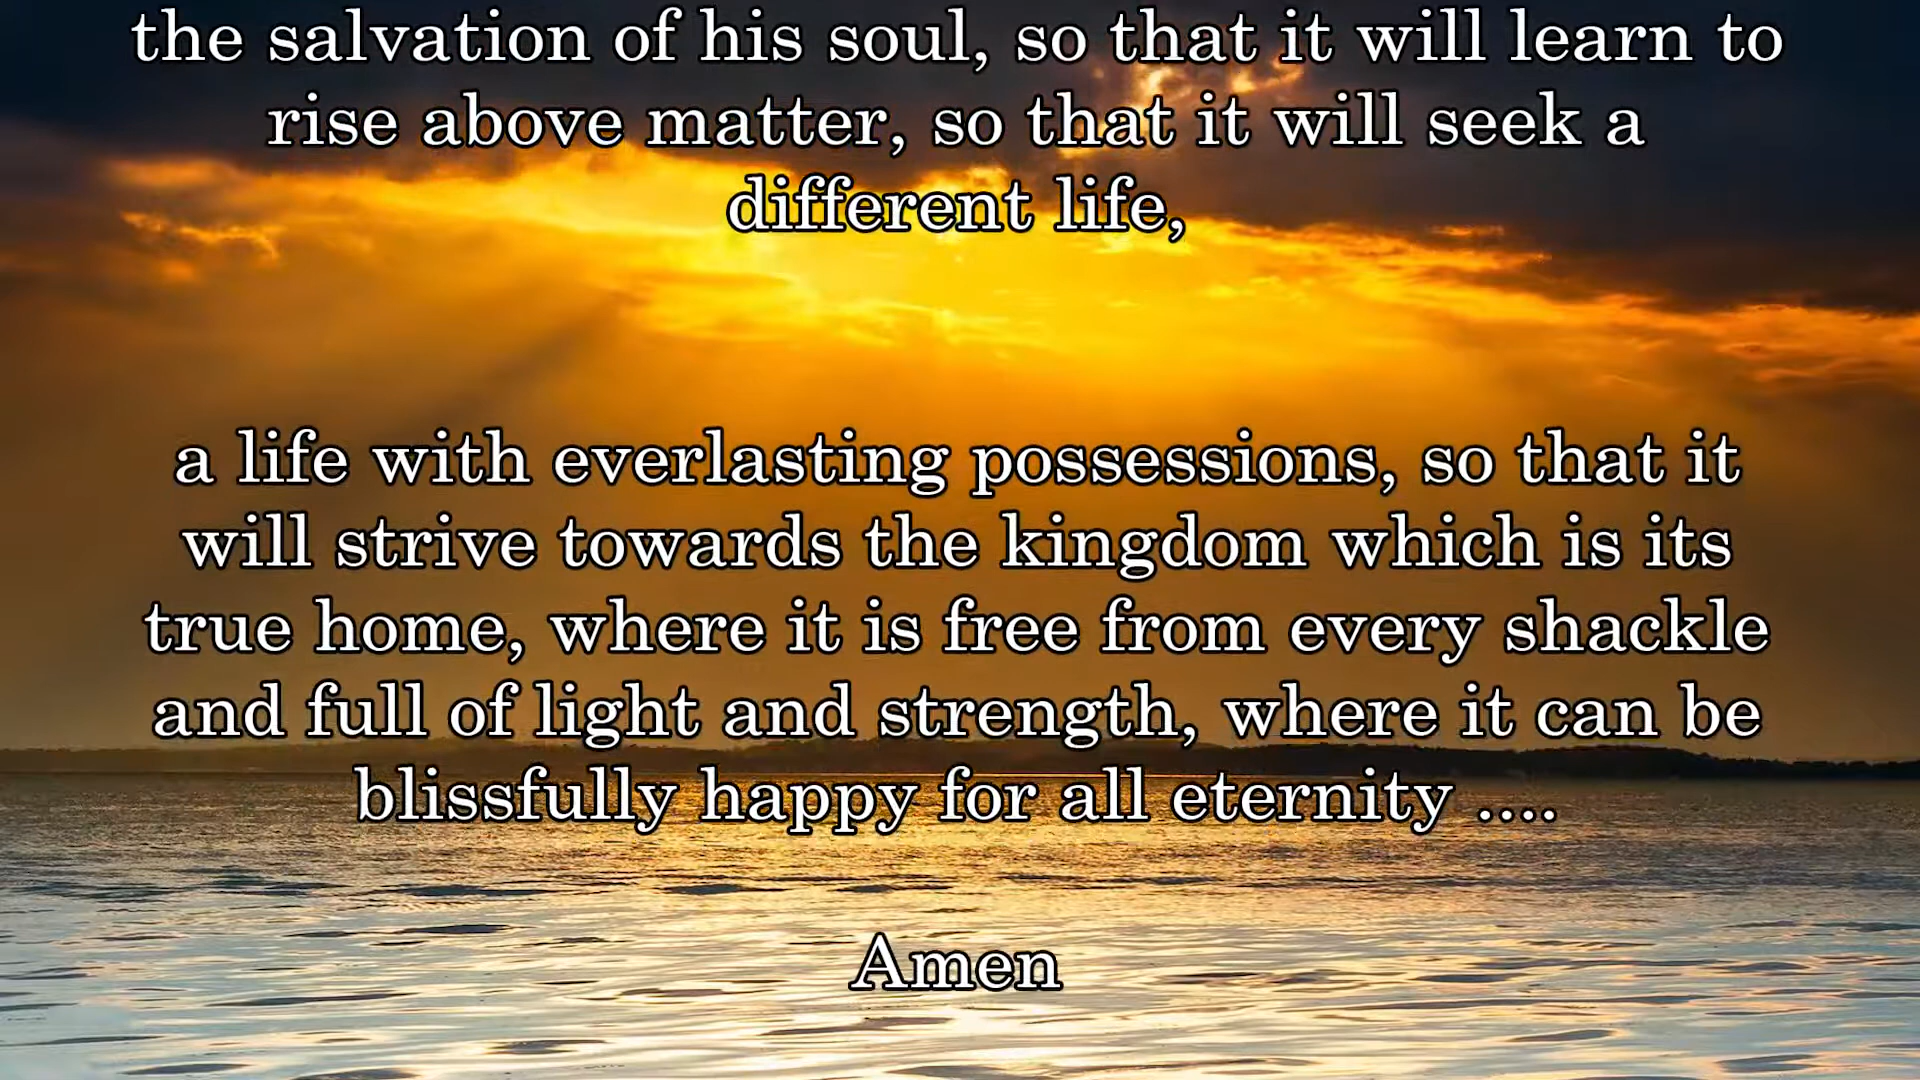 the salvation of his soul, so that it will learn to
rise above matter, so that it will seek a
different life,
a life with everlasting possessions, so that it
will strive towards the kingdom which is its
true home, where it is free from every shackle
and full of light and strength, where it can be
blissfully happy for all eternity ....
Amen